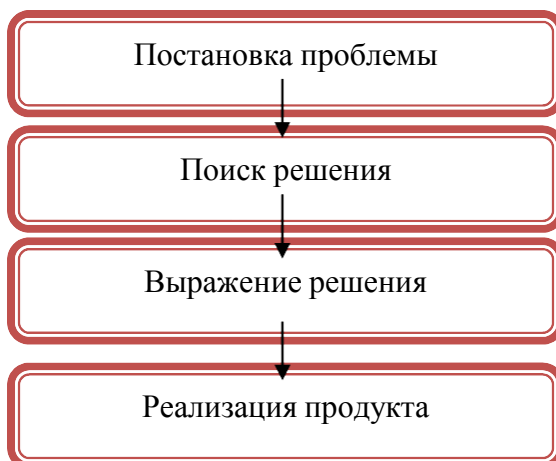 Постановка проблемы
Поиск решения
Выражение решения
Реализация продукта